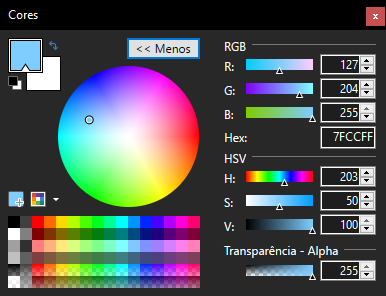 Cores
x
<< Menos
RGB
R: 127
G: 204
B: 255
Hex: 7FCCFF
HSV
H: 203
S: 50
V: 100
Transparência - Alpha
255